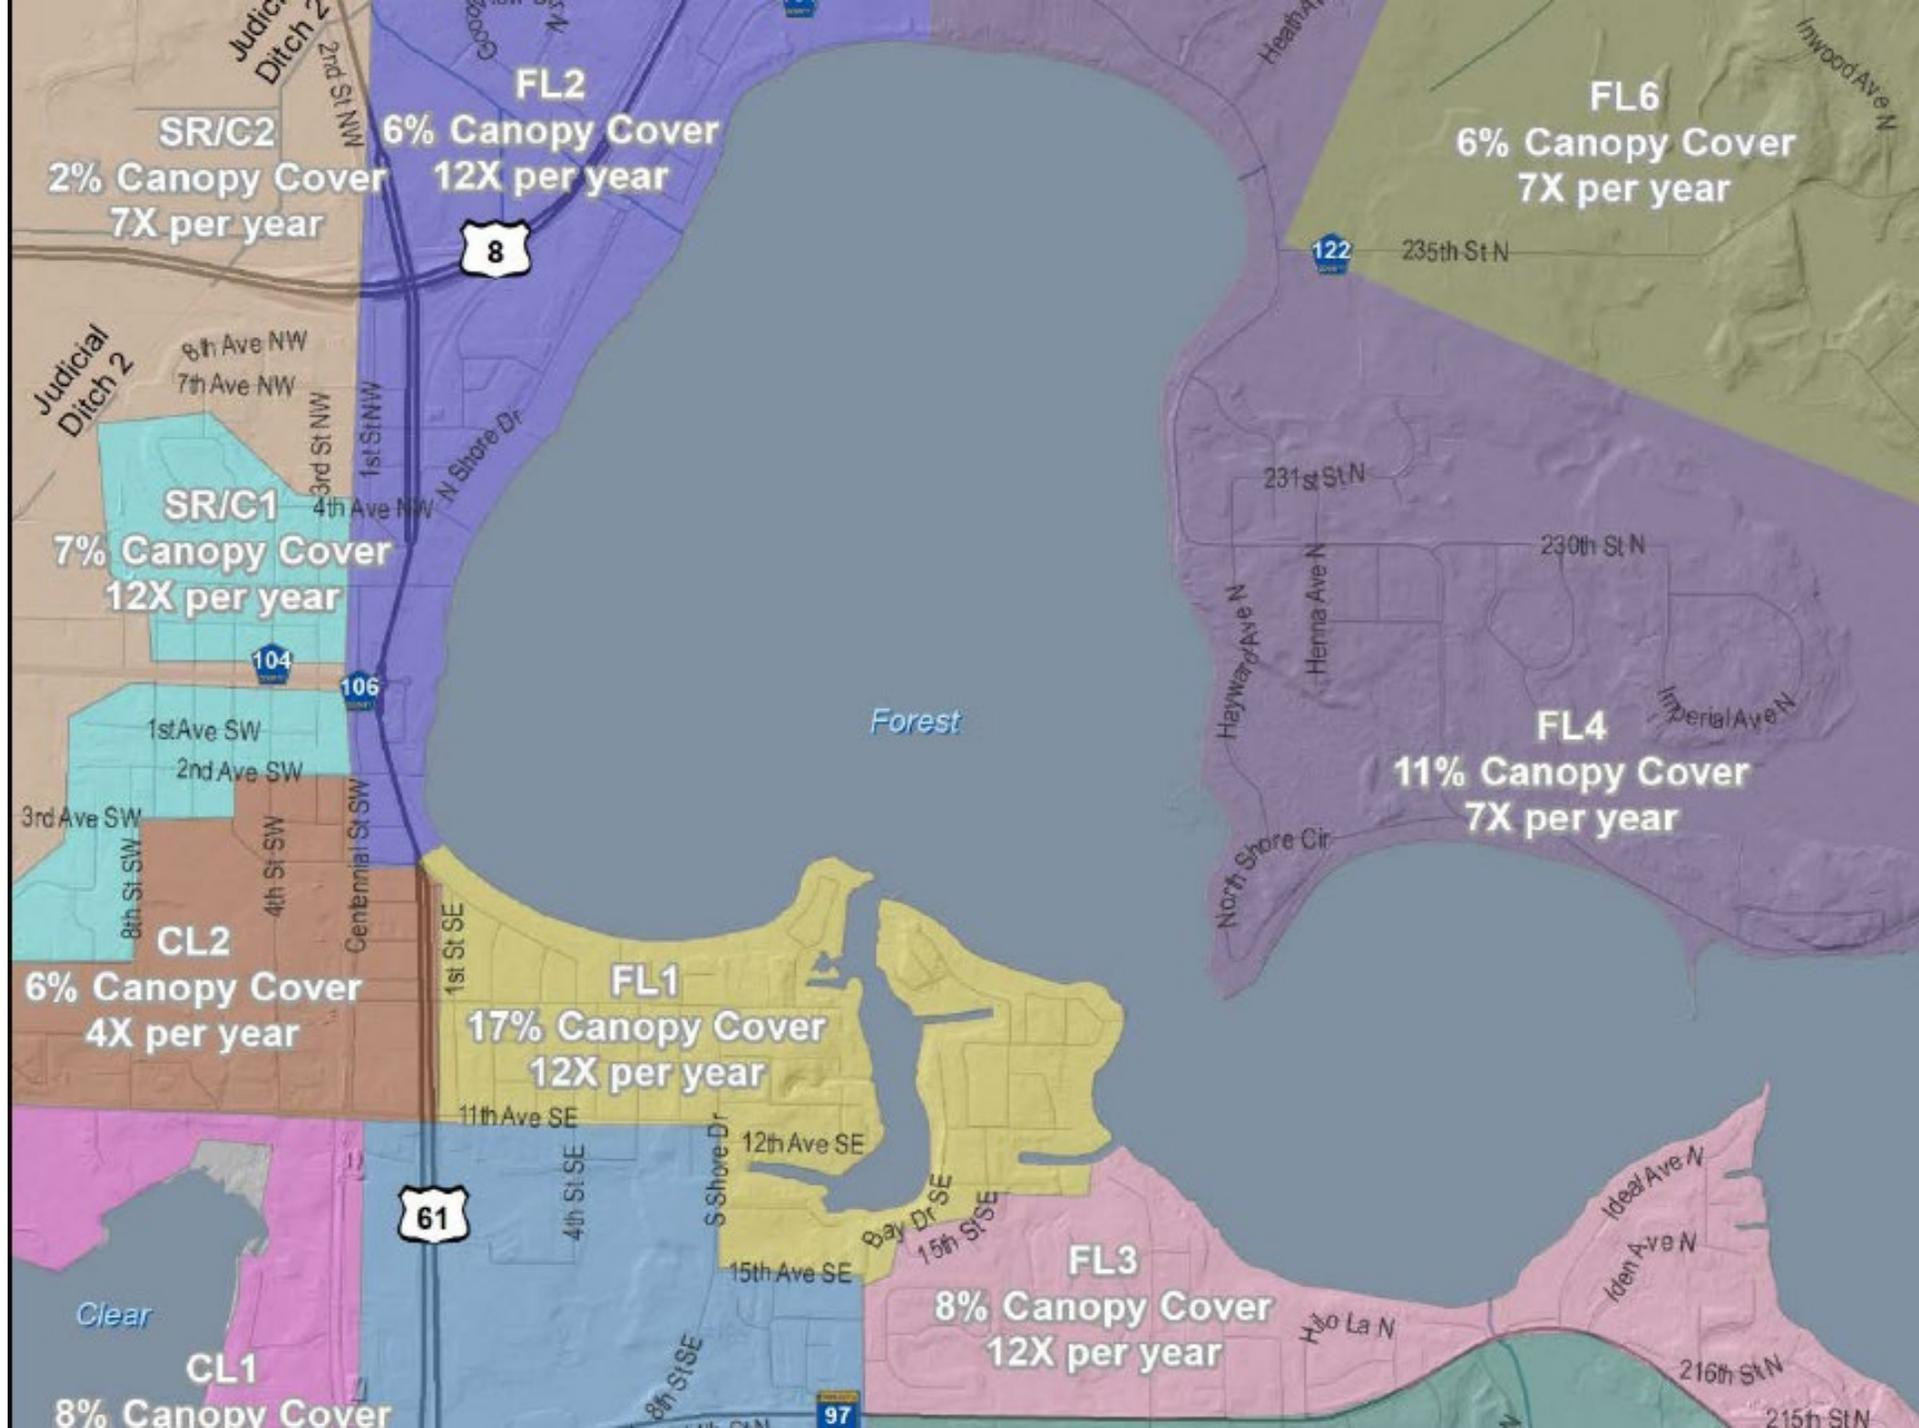 Judicial
Ditch 2
2nd St NW
Heath
Inwood Ave N
FL2
6% Canopy Cover
12X per year
SR/C2
2% Canopy Cover
7X per year
FL6
6% Canopy Cover
7X per year
8
122
235th St N
Judicial
Ditch 2
8th Ave NW
7th Ave NW
3rd St NW
1st St NW
N Shore Dr
4th Ave NW
SR/C1
7% Canopy Cover
12X per year
231st St N
230th St N
Henna Ave N
Hayward Ave N
Imperial Ave N
104
106
1st Ave SW
2nd Ave SW
3rd Ave SW
8th St SW
4th St SW
Centennial St SW
Forest
FL4
11% Canopy Cover
7X per year
North Shore Cir
CL2
6% Canopy Cover
4X per year
1st St SE
FL1
17% Canopy Cover
12X per year
11th Ave SE
12th Ave SE
4th St SE
S Shore Dr
61
Bay Dr SE
15th St SE
15th Ave SE
Ideal Ave N
Iden Ave N
FL3
8% Canopy Cover
12X per year
Hilo La N
Clear
CL1
8% Canopy Cover
8th St SE
97
216th St N
215th St N